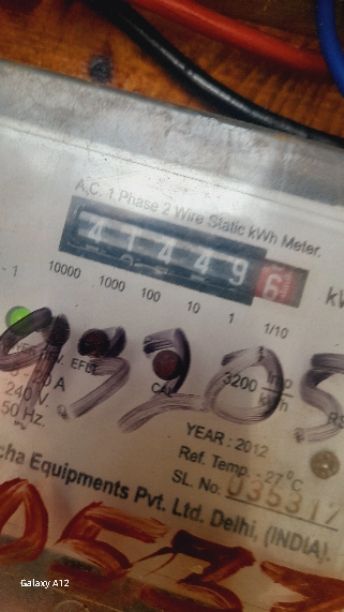 A.C. 1 Phase 2 Wire Static kWh Meter.
4 1 4 4 9 6
10000 1000 100 10 1 1/10
EFL
CAL
3200 Imp
kWh
A
240 V.
50 Hz.
93205
YEAR : 2012
Ref. Temp. - 27°C
SL. No.
cha Equipments Pvt. Ltd. Delhi, (INDIA).
Galaxy A12